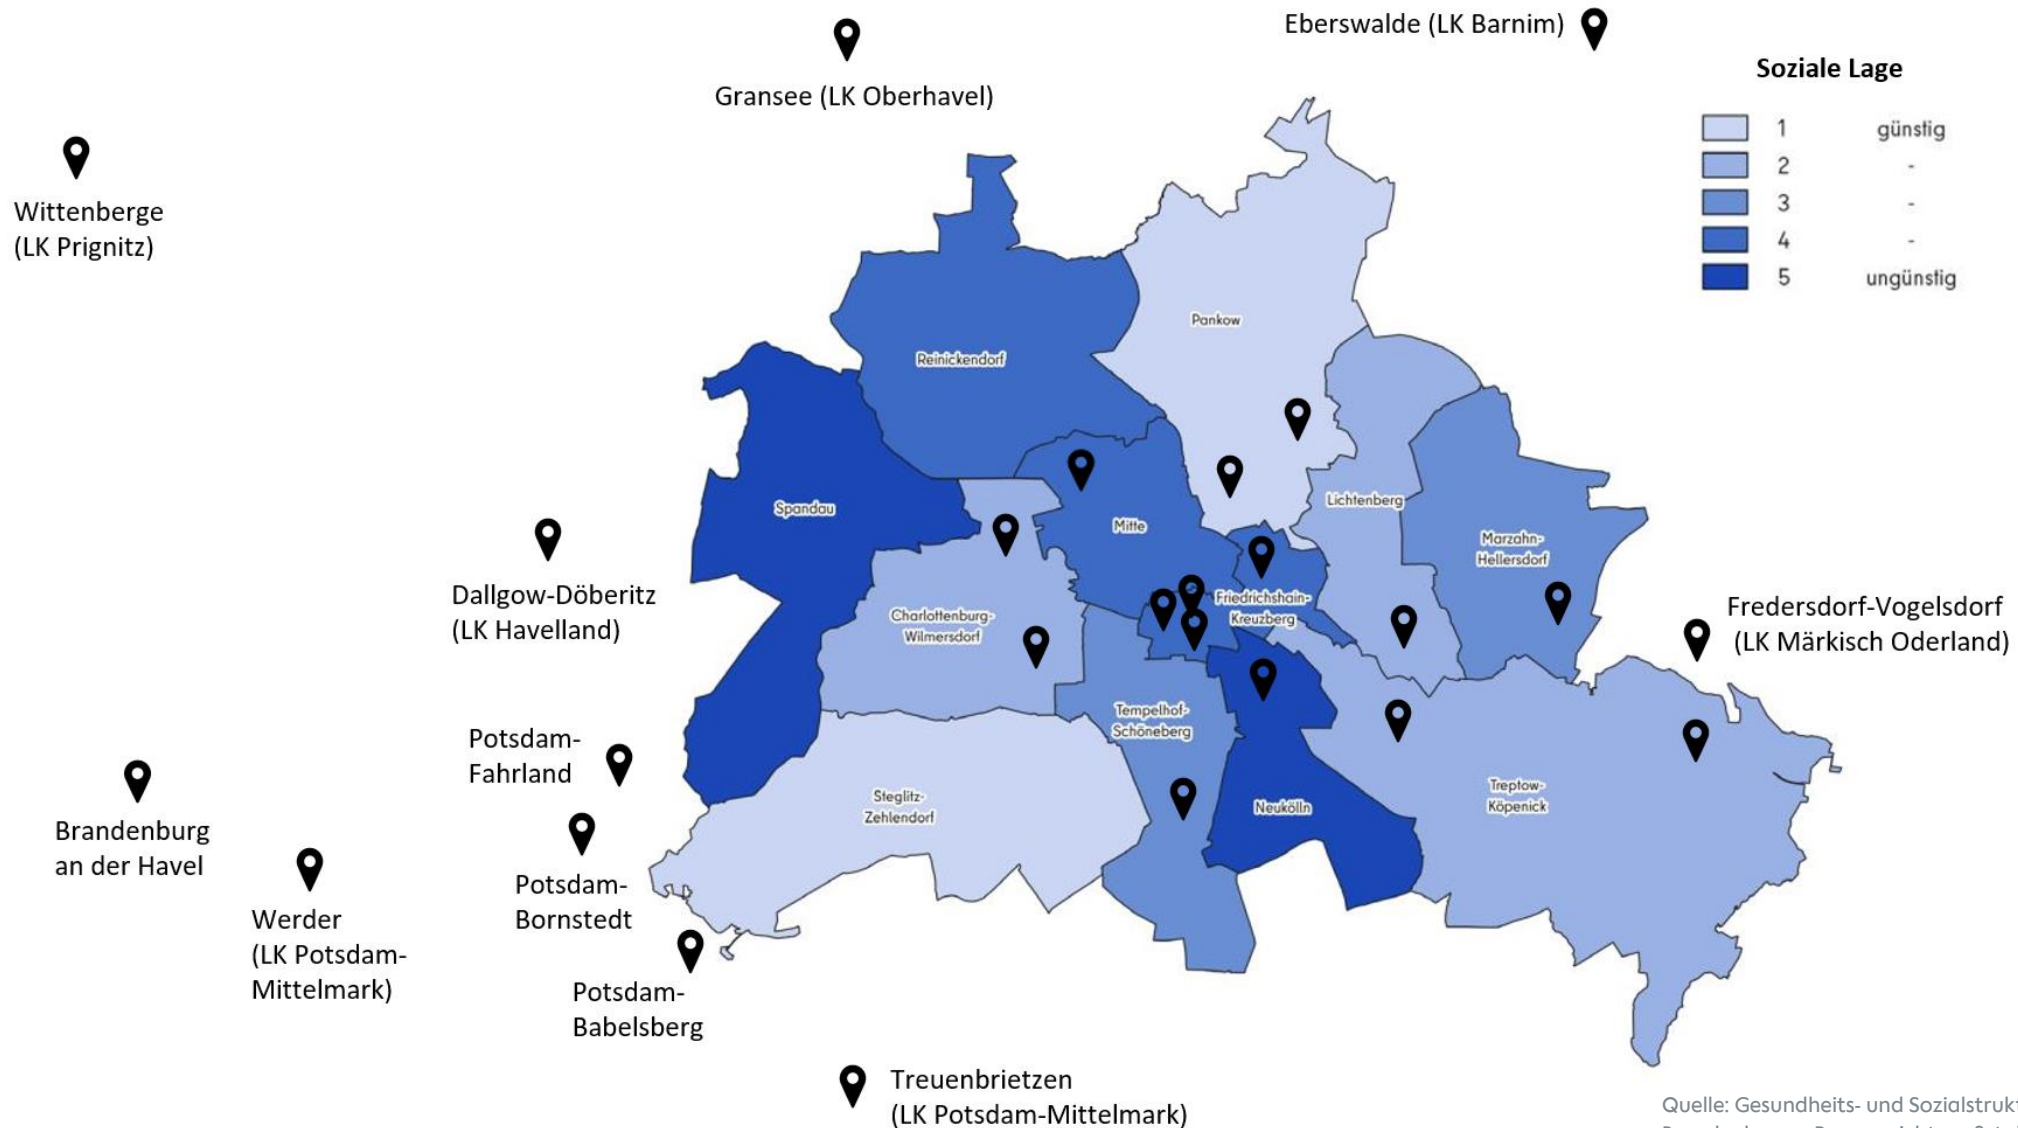 Eberswalde (LK Barnim)
Gransee (LK Oberhavel)
Soziale Lage
1 günstig
2 -
3 -
4 -
5 ungünstig
Wittenberge
(LK Prignitz)
Pankow
Reinickendorf
Spandau
Mitte
Lichtenberg
Marzahn-
Hellersdorf
Dallgow-Döberitz
(LK Havelland)
Charlottenburg-
Wilmersdorf
Friedrichshain-
Kreuzberg
Fredersdorf-Vogelsdorf
(LK Märkisch Oderland)
Tempelhof-
Schöneberg
Potsdam-
Fahrland
Steglitz-
Zehlendorf
Neukölln
Treptow-
Köpenick
Brandenburg
an der Havel
Potsdam-
Bornstedt
Werder
(LK Potsdam-
Mittelmark)
Potsdam-
Babelsberg
Treuenbrietzen
(LK Potsdam-Mittelmark)
Quelle: Gesundheits- und Sozialstrukt